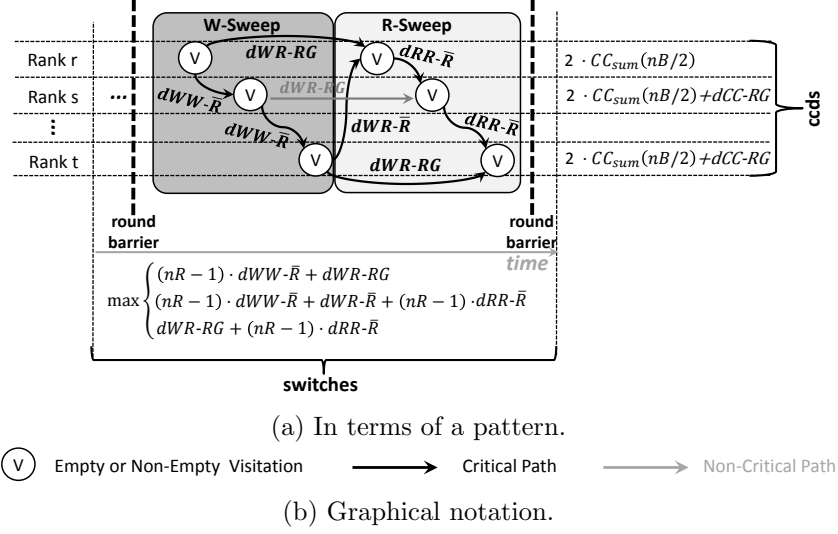 W-Sweep R-Sweep
Rank r V dWR-RG V dRR-R̅ 2 · CC_sum(nB/2)
Rank s ... dWW-R̅ V dWR-RG V 2 · CC_sum(nB/2)+dCC-RG
⋮ dWW-R̅ dWR-R̅ dRR-R̅
Rank t V dWR-RG V 2 · CC_sum(nB/2)+dCC-RG
ccds
round barrier
round barrier
time
max { (nR − 1) · dWW-R̅ + dWR-RG
(nR − 1) · dWW-R̅ + dWR-R̅ + (nR − 1) · dRR-R̅
dWR-RG + (nR − 1) · dRR-R̅
switches
(a) In terms of a pattern.
V Empty or Non-Empty Visitation Critical Path Non-Critical Path
(b) Graphical notation.